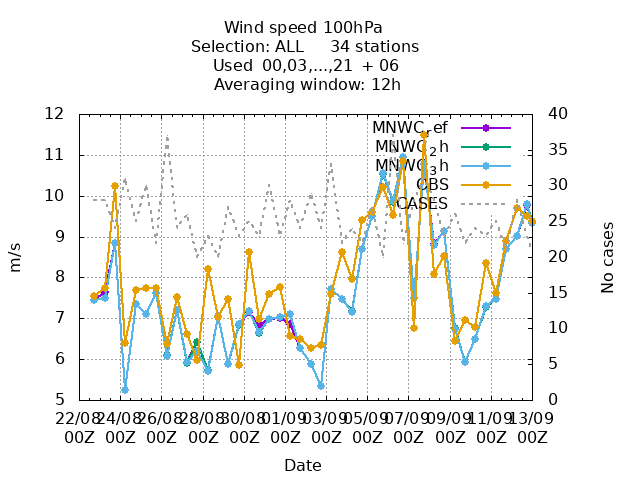 Wind speed 100hPa
Selection: ALL 34 stations
Used 00,03,...,21 + 06
Averaging window: 12h
12
11
10
9
8
7
6
5
m/s
40
35
30
25
20
15
10
5
0
No cases
MNWC_ref
MNWC_2h
MNWC_3h
OBS
CASES
22/08 24/08 26/08 28/08 30/08 01/09 03/09 05/09 07/09 09/09 11/09 13/09
00Z 00Z 00Z 00Z 00Z 00Z 00Z 00Z 00Z 00Z 00Z 00Z
Date